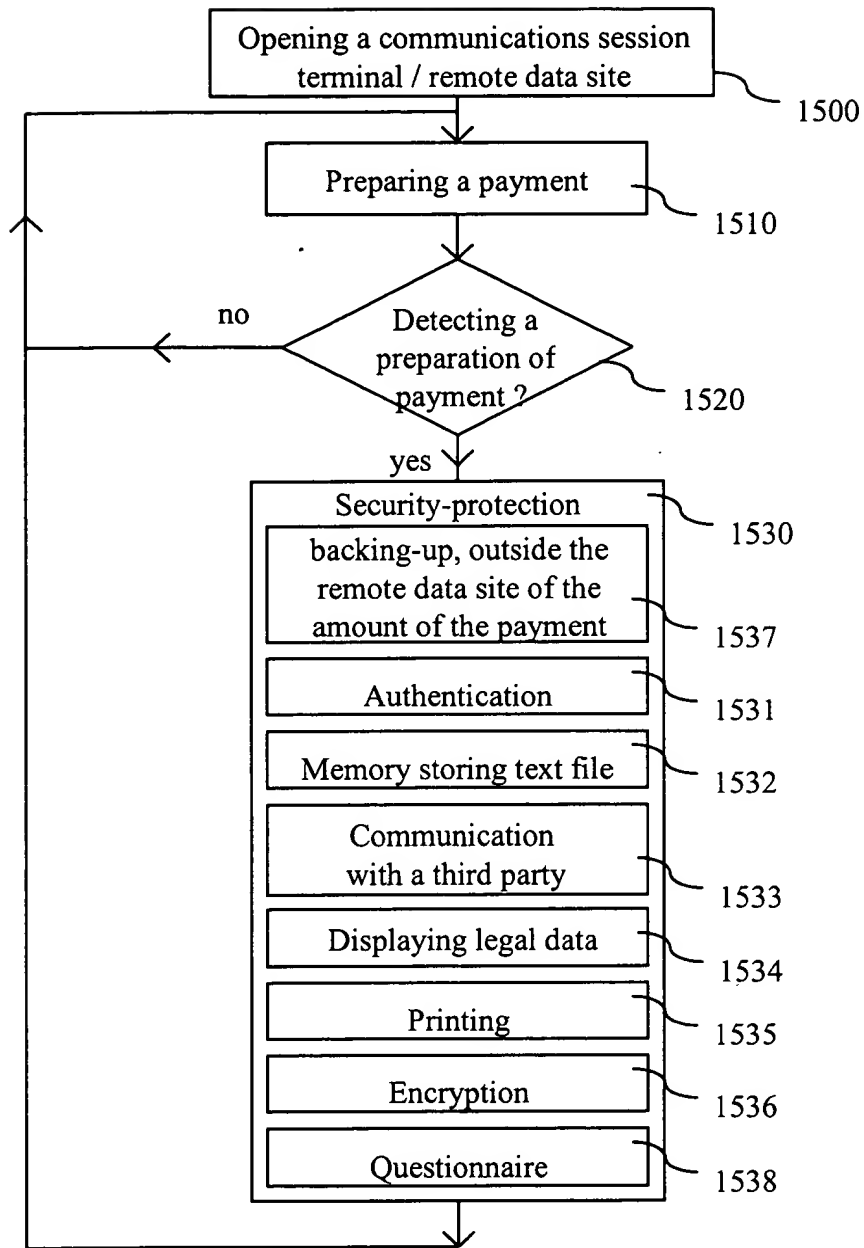 Opening a communications session
terminal / remote data site
1500
Preparing a payment
1510
no
Detecting a
preparation of
payment ?
1520
yes
Security-protection
1530
backing-up, outside the
remote data site of the
amount of the payment
1537
Authentication
1531
Memory storing text file
1532
Communication
with a third party
1533
Displaying legal data
1534
Printing
1535
Encryption
1536
Questionnaire
1538